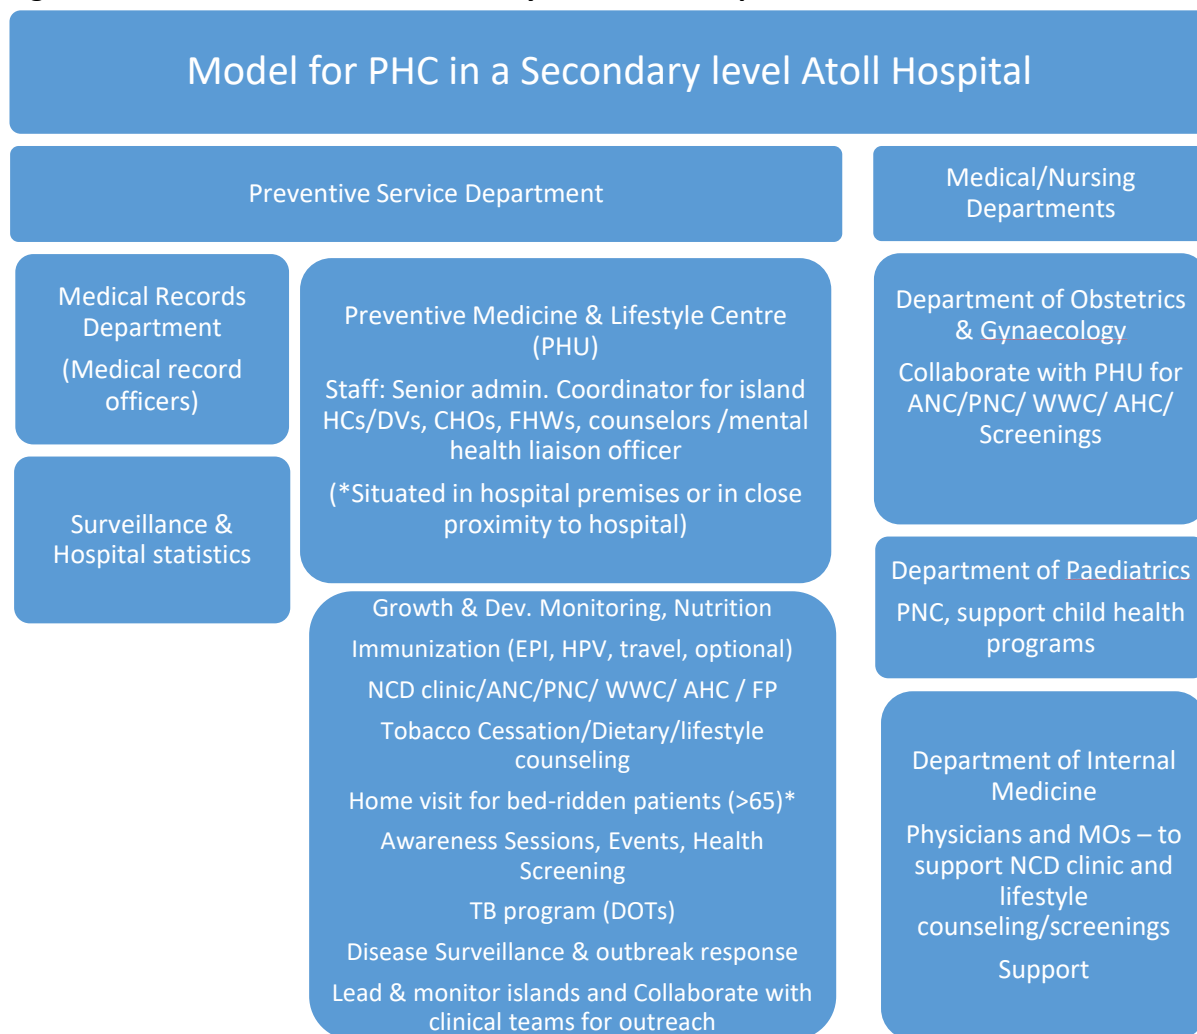 Model for PHC in a Secondary level Atoll Hospital
Preventive Service Department
Medical/Nursing
Departments
Medical Records
Department
(Medical record
officers)
Surveillance &
Hospital statistics
Preventive Medicine & Lifestyle Centre
(PHU)
Staff: Senior admin. Coordinator for island
HCs/DVs, CHOs, FHWs, counselors /mental
health liaison officer
(*Situated in hospital premises or in close
proximity to hospital)
Growth & Dev. Monitoring, Nutrition
Immunization (EPI, HPV, travel, optional)
NCD clinic/ANC/PNC/ WWC/ AHC / FP
Tobacco Cessation/Dietary/lifestyle
counseling
Home visit for bed-ridden patients (>65)*
Awareness Sessions, Events, Health
Screening
TB program (DOTs)
Disease Surveillance & outbreak response
Lead & monitor islands and Collaborate with
clinical teams for outreach
Department of Obstetrics
& Gynaecology
Collaborate with PHU for
ANC/PNC/ WWC/ AHC/
Screenings
Department of Paediatrics
PNC, support child health
programs
Department of Internal
Medicine
Physicians and MOs – to
support NCD clinic and
lifestyle
counseling/screenings
Support